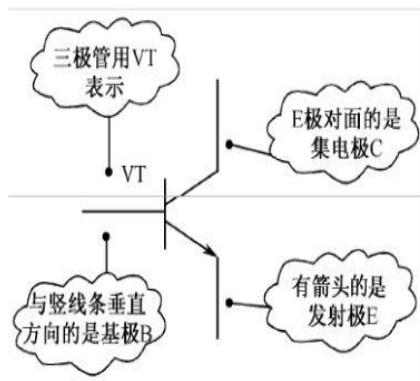 三极管用VT
表示
E极对面的是
集电极C
VT
与竖线条垂直
方向的是基极B
有箭头的是
发射极E